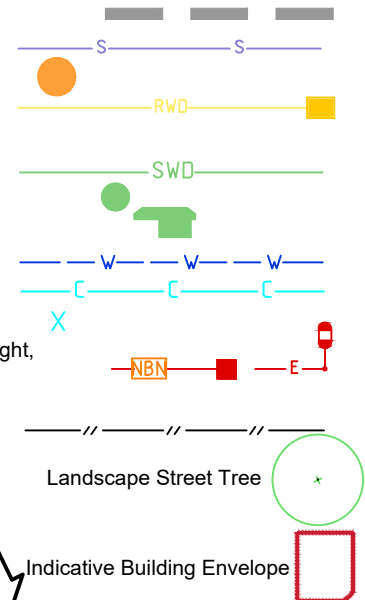 S S
RWD
SWD
W W W
C C C
X
ght,
NBN E
Landscape Street Tree
Indicative Building Envelope